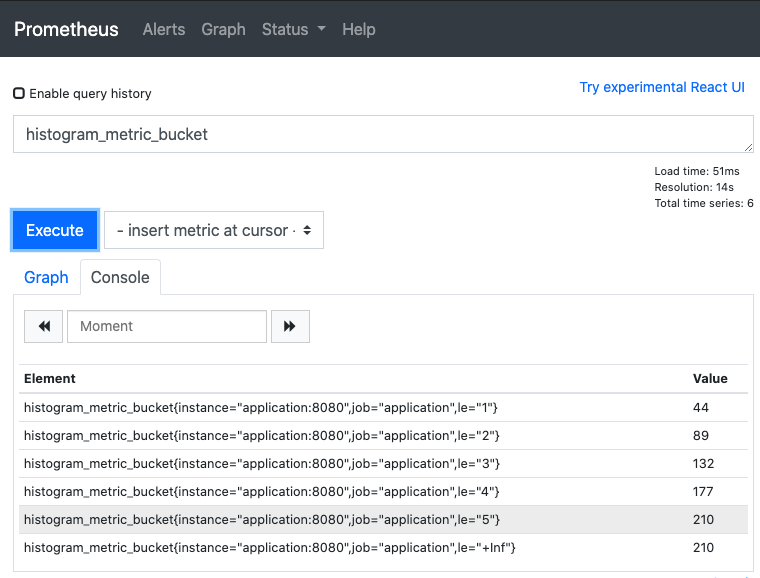 Prometheus Alerts Graph Status Help
Enable query history
Try experimental React UI
histogram_metric_bucket
Load time: 51ms
Resolution: 14s
Total time series: 6
Execute
- insert metric at cursor -
Graph
Console
Moment
Element Value
histogram_metric_bucket{instance="application:8080",job="application",le="1"} 44
histogram_metric_bucket{instance="application:8080",job="application",le="2"} 89
histogram_metric_bucket{instance="application:8080",job="application",le="3"} 132
histogram_metric_bucket{instance="application:8080",job="application",le="4"} 177
histogram_metric_bucket{instance="application:8080",job="application",le="5"} 210
histogram_metric_bucket{instance="application:8080",job="application",le="+Inf"} 210